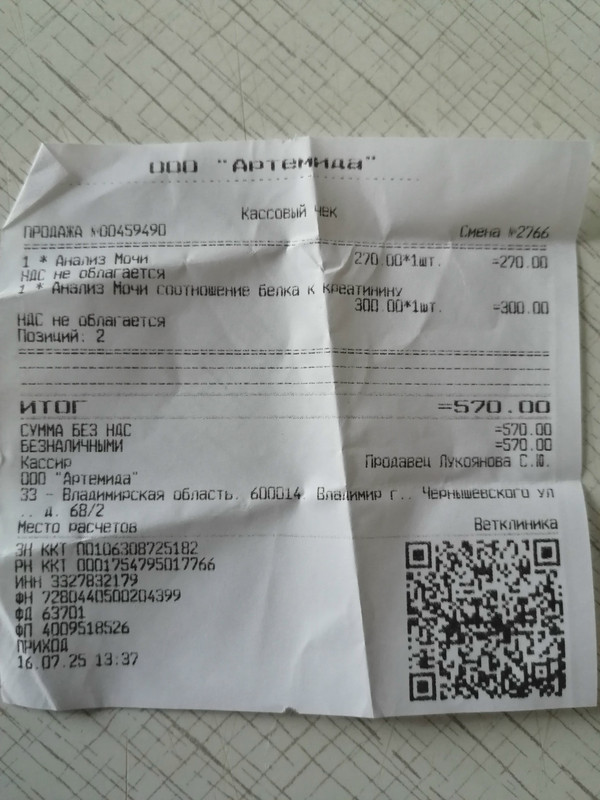 ООО "Артемида"
Кассовый чек
ПРОДАЖА №00459490 Смена №2766
1 * Анализ Мочи 270.00*1шт. =270.00
НДС не облагается
1 * Анализ Мочи соотношение белка к креатинину
300.00*1шт. =300.00
НДС не облагается
Позиций: 2
ИТОГ =570.00
СУММА БЕЗ НДС =570.00
БЕЗНАЛИЧНЫМИ =570.00
Кассир Продавец Лукоянова С.Ю.
ООО "Артемида"
33 - Владимирская область, 600014, Владимир г., Чернышевского ул
., д. 68/2
Место расчетов Ветклиника
ЗН ККТ 00106308725182
РН ККТ 0001754795017766
ИНН 3327832179
ФН 7280440500204399
ФД 63701
ФП 4009518526
ПРИХОД
16.07.25 13:37